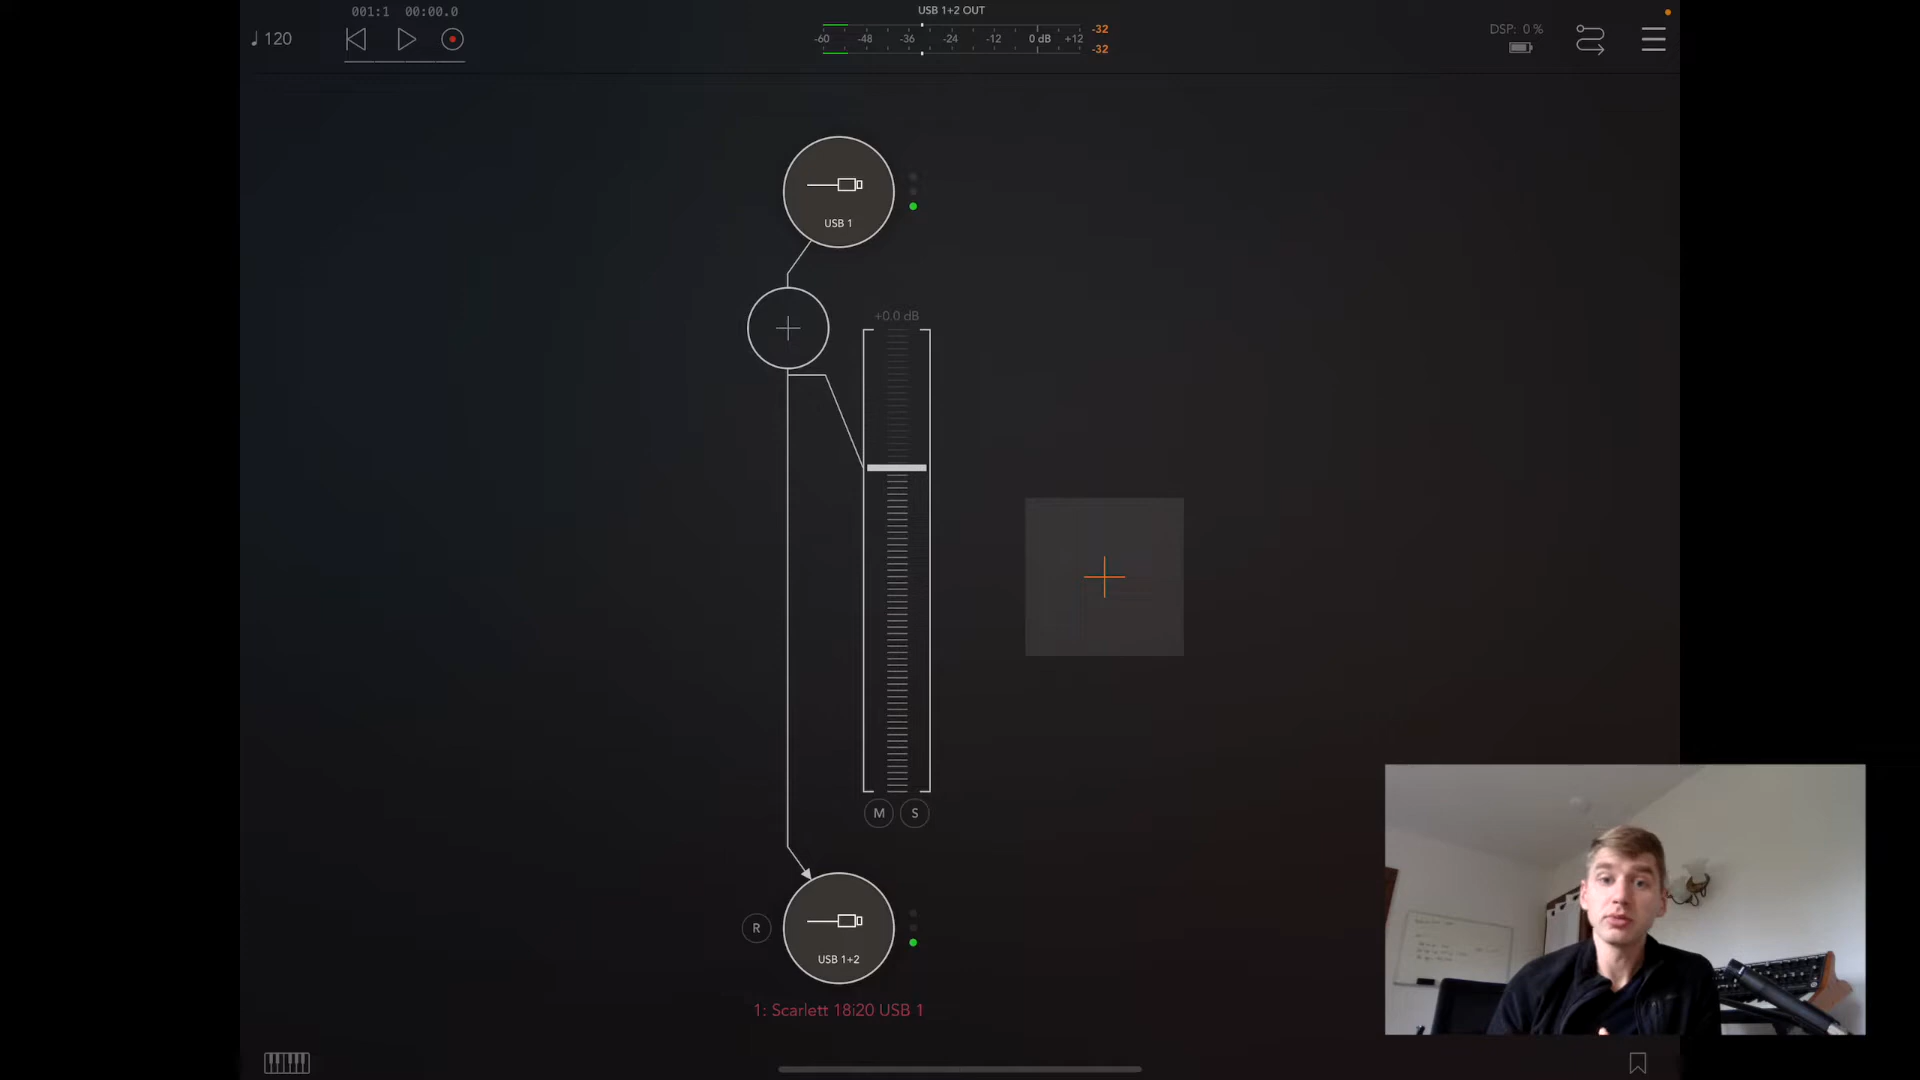 001:1 00:00.0
120
USB 1+2 OUT
-60 -48 -36 -24 -12 0 dB +12
-32
-32
DSP: 0 %
USB 1
+0.0 dB
M S
R
USB 1+2
1: Scarlett 18i20 USB 1